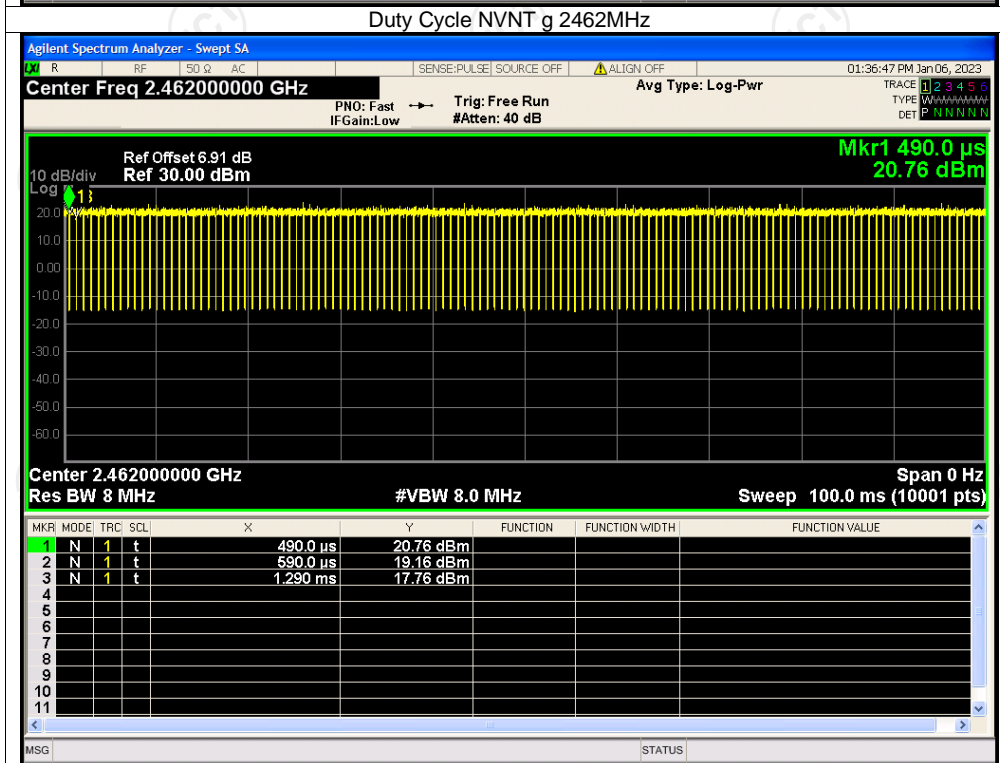 Duty Cycle NVNT g 2462MHz
Agilent Spectrum Analyzer - Swept SA
LXI R RF 50 Ω AC SENSE:PULSE SOURCE OFF ALIGN OFF 01:36:47 PM Jan 06, 2023
Center Freq 2.462000000 GHz Avg Type: Log-Pwr TRACE 1 2 3 4 5 6
PNO: Fast Trig: Free Run TYPE W
IFGain:Low #Atten: 40 dB DET P N N N N N
Mkr1 490.0 µs
20.76 dBm
Ref Offset 6.91 dB
10 dB/div Ref 30.00 dBm
Log
1 3
20.0
10.0
0.00
-10.0
-20.0
-30.0
-40.0
-50.0
-60.0
Center 2.462000000 GHz Span 0 Hz
Res BW 8 MHz #VBW 8.0 MHz Sweep 100.0 ms (10001 pts)
MKR MODE TRC SCL X Y FUNCTION FUNCTION WIDTH FUNCTION VALUE
1 N 1 t 490.0 µs 20.76 dBm
2 N 1 t 590.0 µs 19.16 dBm
3 N 1 t 1.290 ms 17.76 dBm
4
5
6
7
8
9
10
11
MSG STATUS